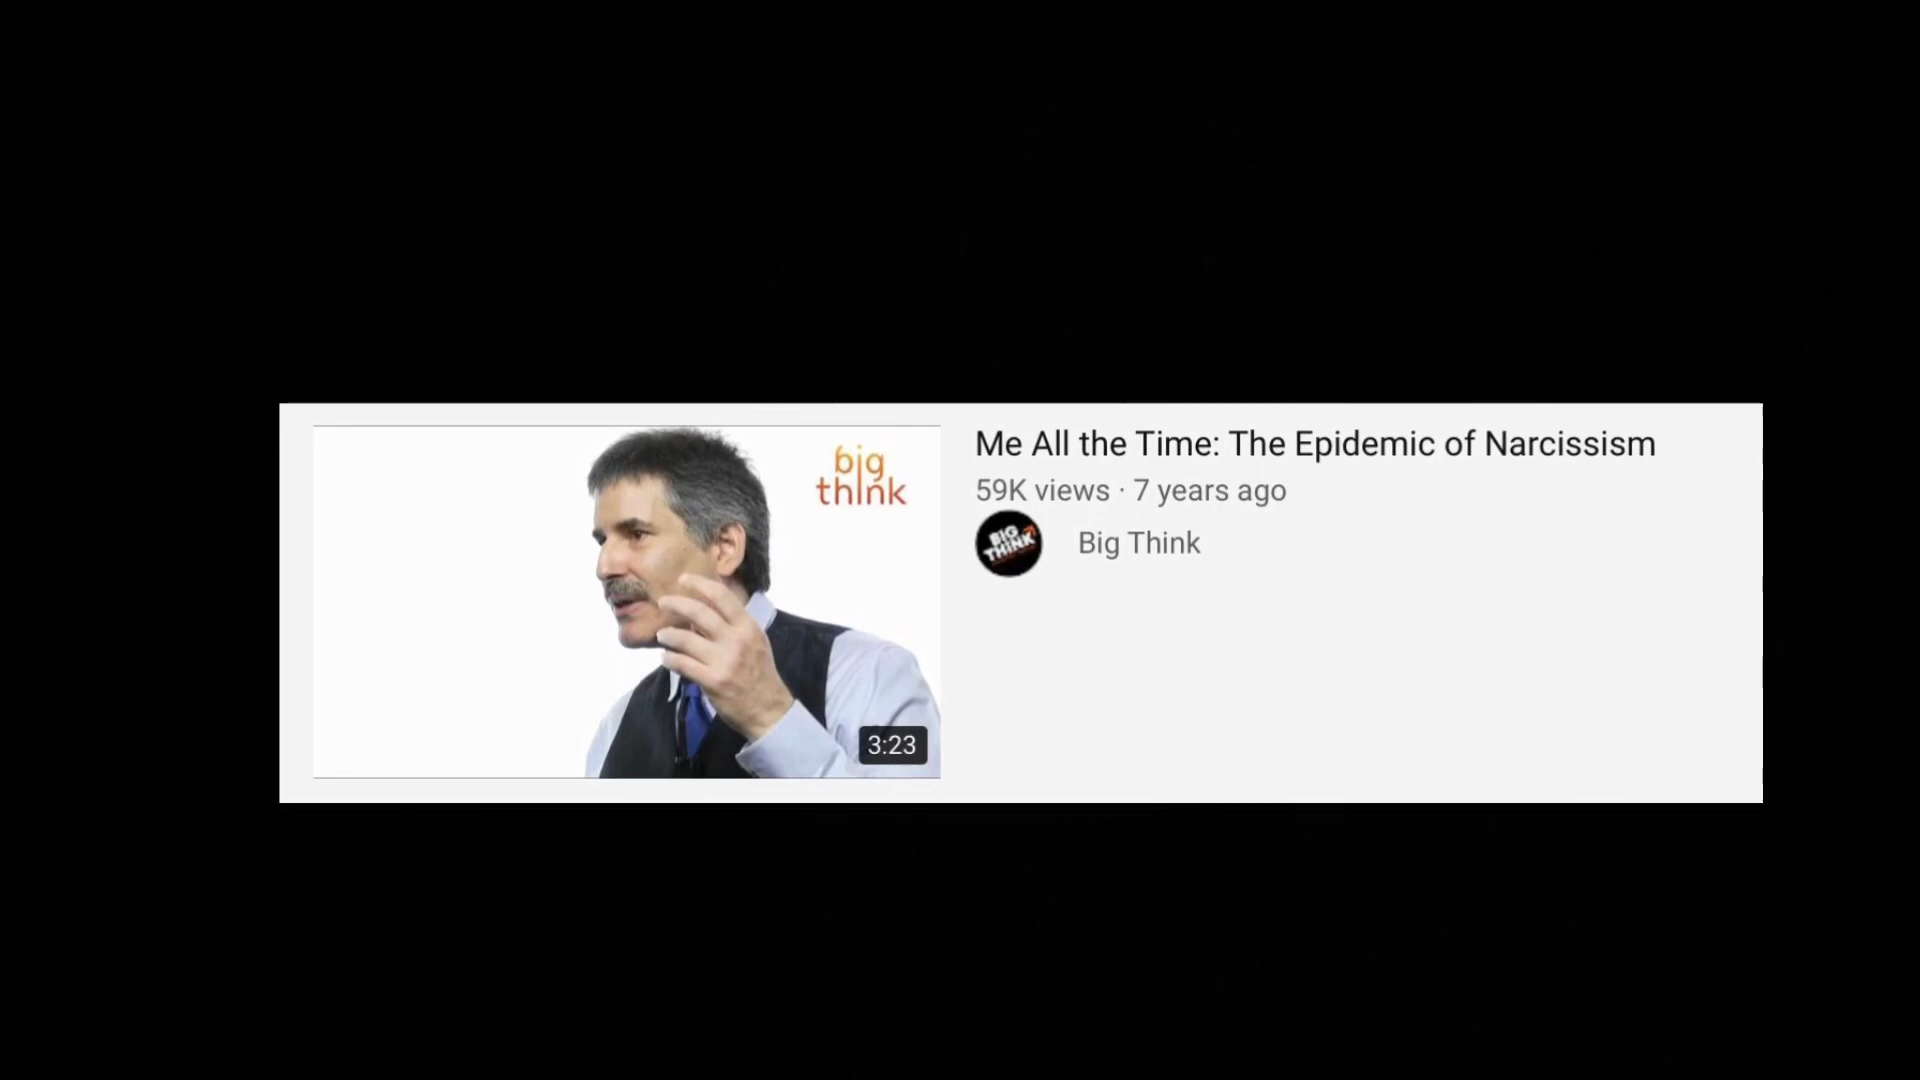 big
think
3:23
Me All the Time: The Epidemic of Narcissism
59K views · 7 years ago
BIG
THINK
Big Think